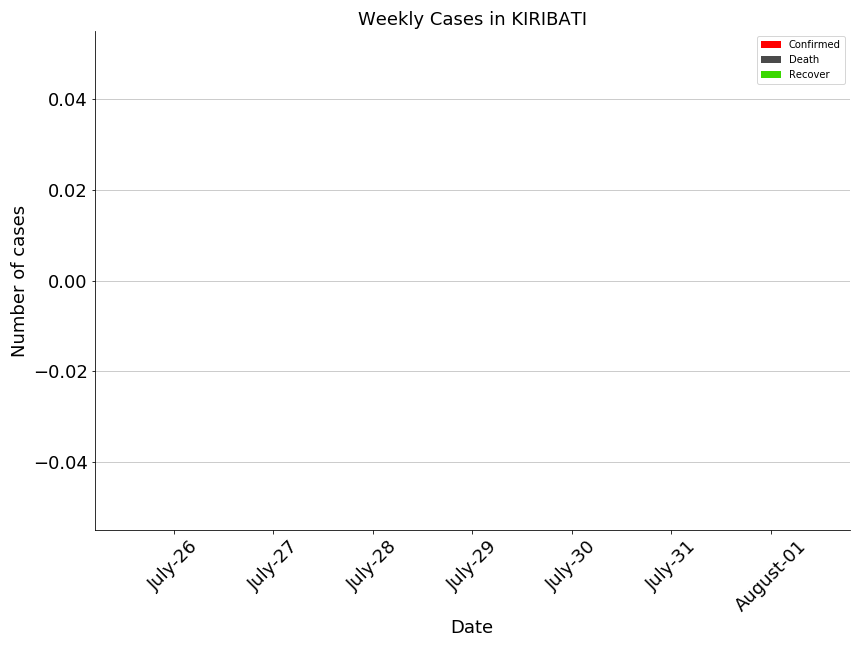 Weekly Cases in KIRIBATI
Confirmed
Death
Recover
Number of cases
0.04
0.02
0.00
−0.02
−0.04
July-26
July-27
July-28
July-29
July-30
July-31
August-01
Date